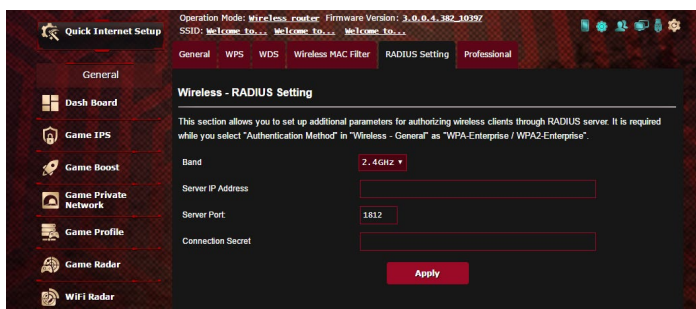 Quick Internet Setup
Operation Mode: Wireless router Firmware Version: 3.0.0.4.382_10397
SSID: Welcome to... Welcome to... Welcome to...
General WPS WDS Wireless MAC Filter RADIUS Setting Professional
General
Dash Board
Game IPS
Game Boost
Game Private
Network
Game Profile
Game Radar
WiFi Radar
Wireless - RADIUS Setting
This section allows you to set up additional parameters for authorizing wireless clients through RADIUS server. It is required
while you select "Authentication Method" in "Wireless - General" as "WPA-Enterprise / WPA2-Enterprise".
Band 2.4GHz
Server IP Address
Server Port: 1812
Connection Secret
Apply